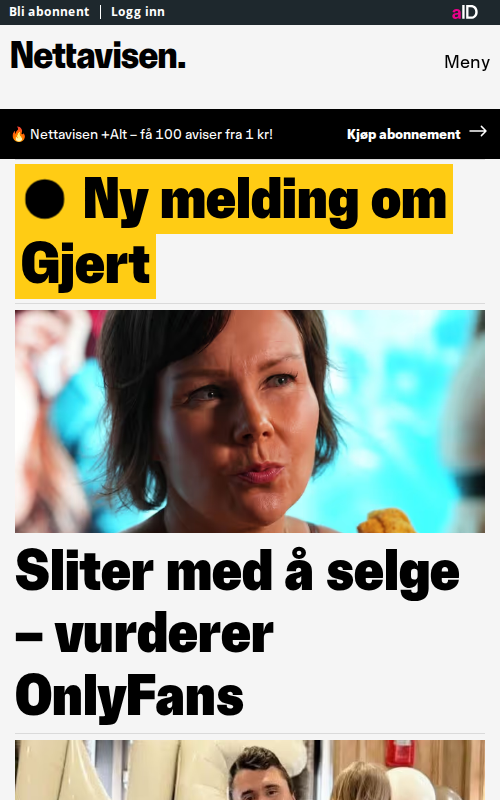 Bli abonnent | Logg inn
aID
Nettavisen.
Meny
🔥 Nettavisen +Alt – få 100 aviser fra 1 kr!
Kjøp abonnement →
● Ny melding om
Gjert
Sliter med å selge
– vurderer
OnlyFans